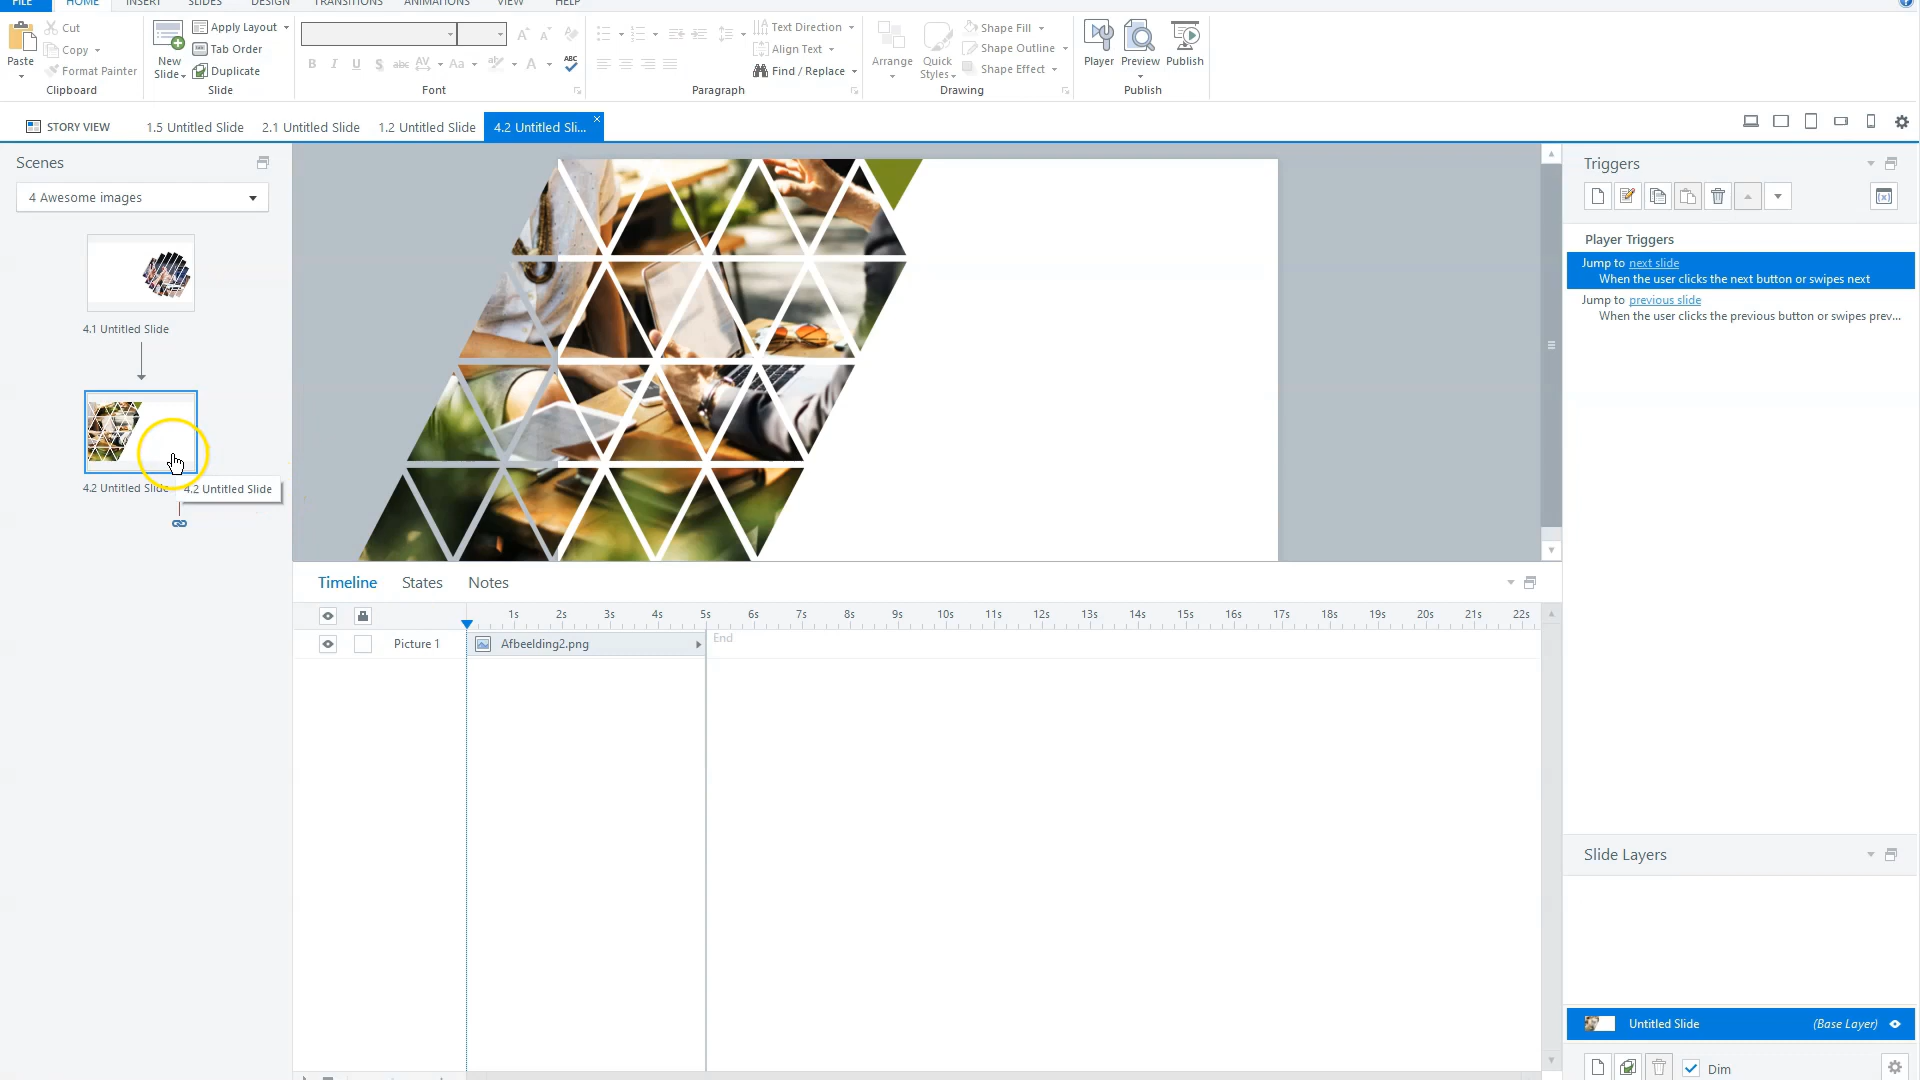 FILE HOME INSERT SLIDES DESIGN TRANSITIONS ANIMATIONS VIEW HELP
Paste
Cut
Copy
Format Painter
Clipboard
New
Slide
Apply Layout
Tab Order
Duplicate
Slide
B I U S abc AV Aa A ABC
Font
Text Direction
Align Text
Find / Replace
Paragraph
Arrange
Quick
Styles
Shape Fill
Shape Outline
Shape Effect
Drawing
Player
Preview
Publish
Publish
STORY VIEW 1.5 Untitled Slide 2.1 Untitled Slide 1.2 Untitled Slide 4.2 Untitled Sli...
Scenes
4 Awesome images
4.1 Untitled Slide
4.2 Untitled Slide
4.2 Untitled Slide
Timeline States Notes
1s 2s 3s 4s 5s 6s 7s 8s 9s 10s 11s 12s 13s 14s 15s 16s 17s 18s 19s 20s 21s 22s
Picture 1 Afbeelding2.png End
Triggers
Player Triggers
Jump to next slide
When the user clicks the next button or swipes next
Jump to previous slide
When the user clicks the previous button or swipes prev...
Slide Layers
Untitled Slide (Base Layer)
Dim